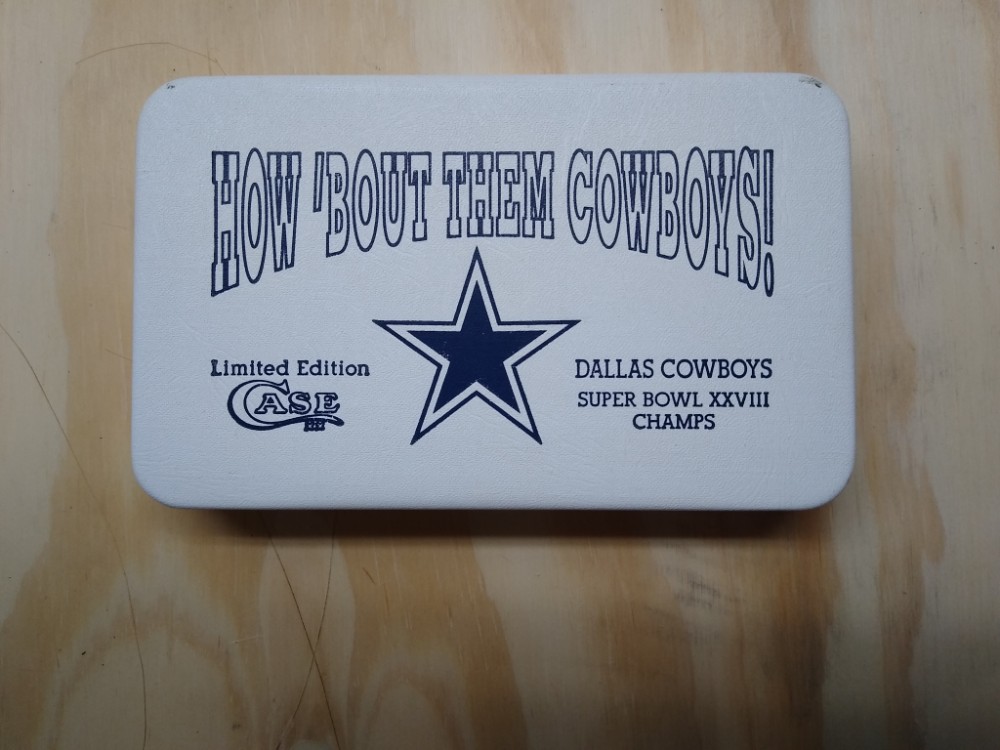 HOW 'BOUT THEM COWBOYS!
Limited Edition
CASE
DALLAS COWBOYS
SUPER BOWL XXVIII
CHAMPS